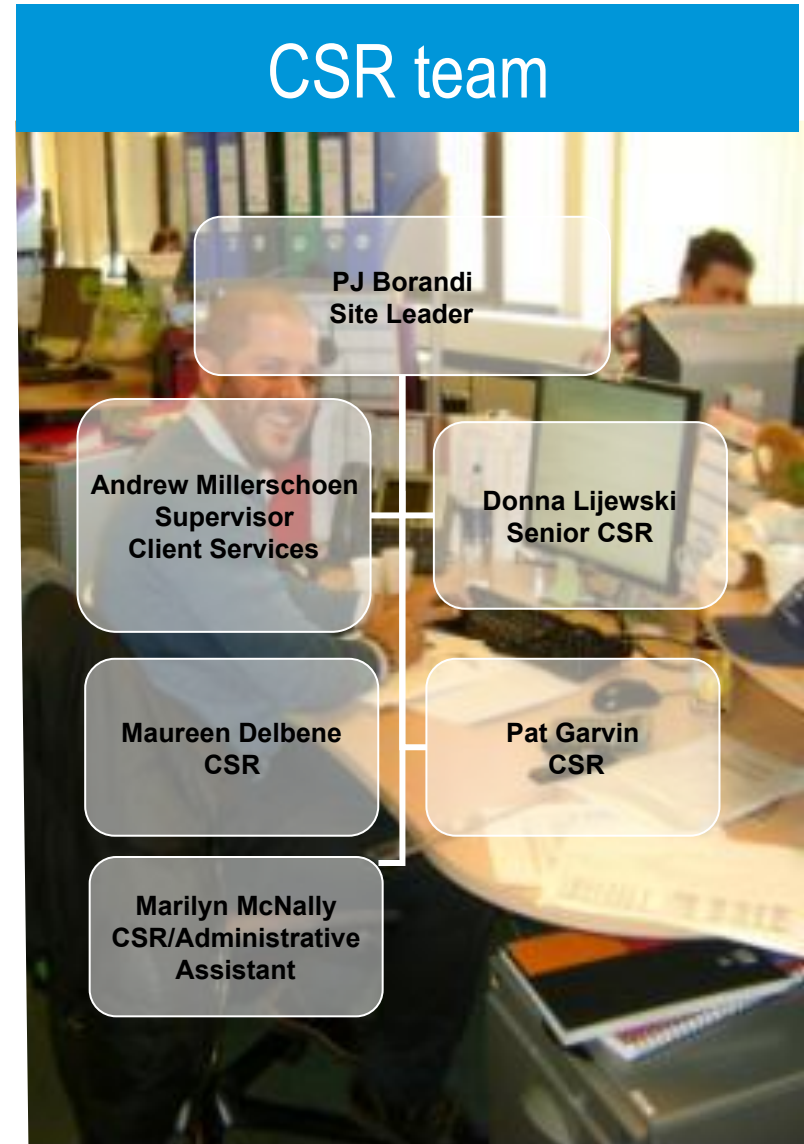 CSR team
PJ Borandi
Site Leader
Andrew Millerschoen
Supervisor
Client Services
Donna Lijewski
Senior CSR
Maureen Delbene
CSR
Pat Garvin
CSR
Marilyn McNally
CSR/Administrative
Assistant